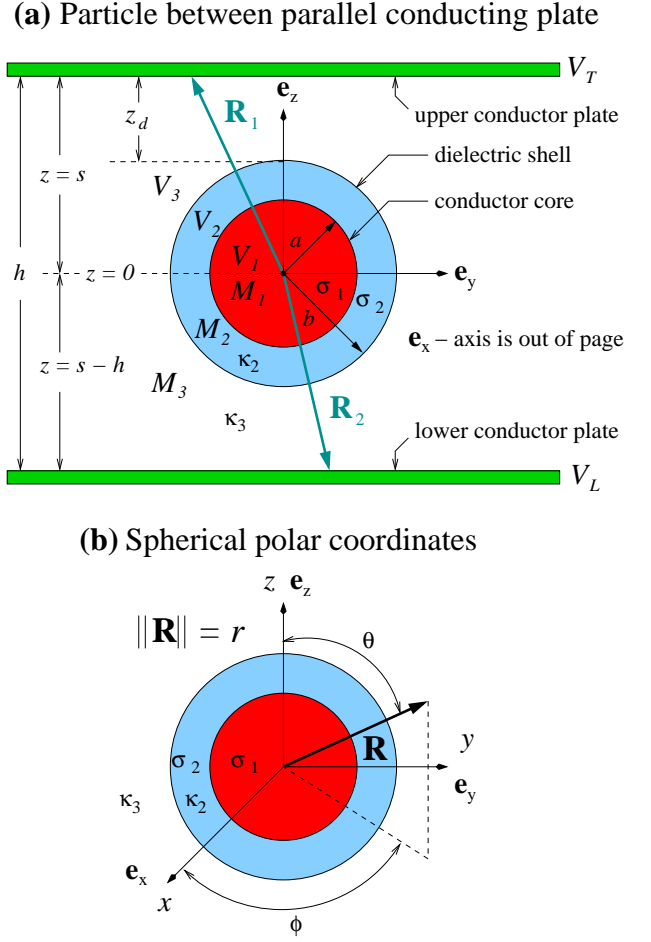 (a) Particle between parallel conducting plate
V_T
e_z
R_1
z_d
upper conductor plate
dielectric shell
z = s
V_3
conductor core
V_2
a
V_1
h
z = 0
e_y
M_1
σ_1
σ_2
b
M_2
e_x – axis is out of page
κ_2
z = s – h
M_3
R_2
κ_3
lower conductor plate
V_L
(b) Spherical polar coordinates
z e_z
||R|| = r
θ
R
y
σ_2 σ_1
e_y
κ_3 κ_2
e_x
x
ϕ